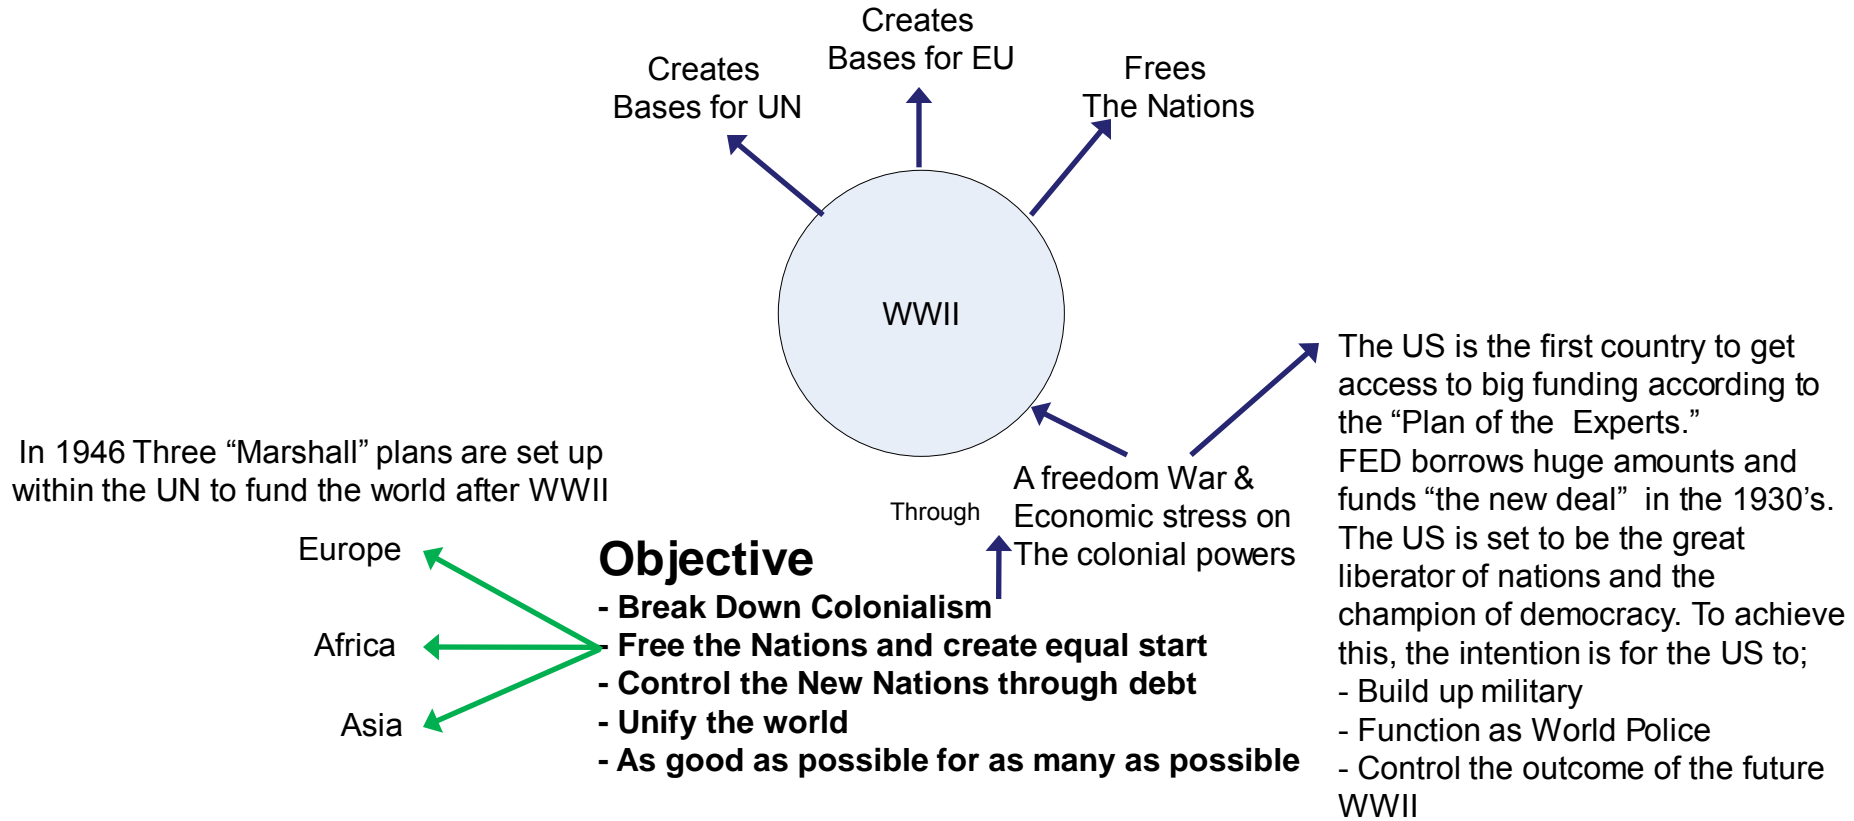 Creates
Bases for EU
Creates
Bases for UN
Frees
The Nations
WWII
The US is the first country to get
access to big funding according to
the “Plan of the Experts.”
FED borrows huge amounts and
funds “the new deal” in the 1930’s.
The US is set to be the great
liberator of nations and the
champion of democracy. To achieve
this, the intention is for the US to;
- Build up military
- Function as World Police
- Control the outcome of the future
WWII
In 1946 Three “Marshall” plans are set up
within the UN to fund the world after WWII
Through
A freedom War &
Economic stress on
The colonial powers
Europe
Africa
Asia
Objective
- Break Down Colonialism
- Free the Nations and create equal start
- Control the New Nations through debt
- Unify the world
- As good as possible for as many as possible